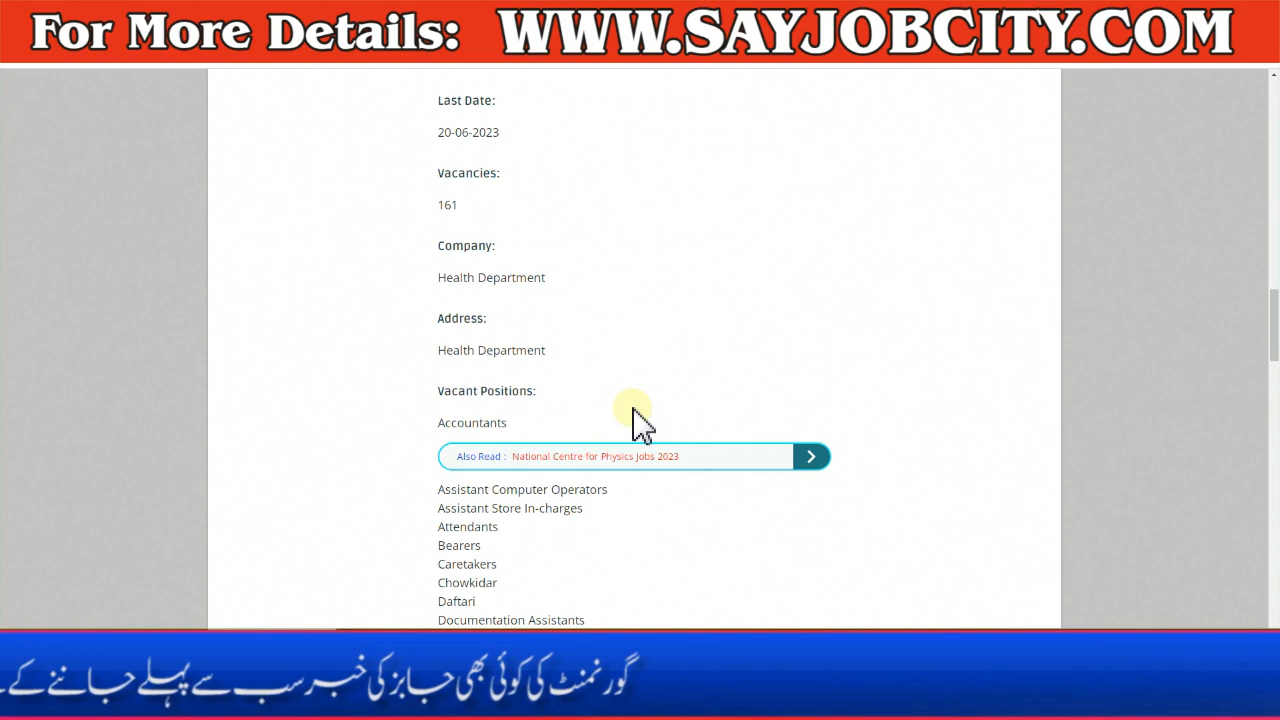 For More Details: WWW.SAYJOBCITY.COM
Last Date:
20-06-2023
Vacancies:
161
Company:
Health Department
Address:
Health Department
Vacant Positions:
Accountants
Also Read : National Centre for Physics Jobs 2023
Assistant Computer Operators
Assistant Store In-charges
Attendants
Bearers
Caretakers
Chowkidar
Daftari
Documentation Assistants
گورنمنٹ کی کوئی بھی جابز کی خبر سب سے پہلے جاننے کے